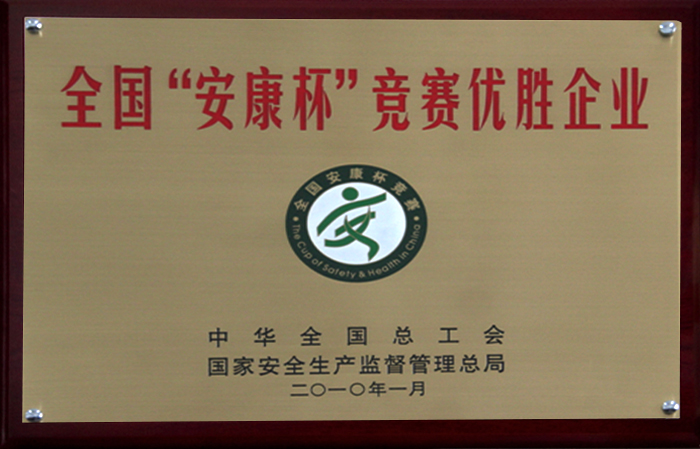 全国“安康杯”竞赛优胜企业
全国安康杯竞赛
The Cup of Safety & Health in China
中华全国总工会
国家安全生产监督管理总局
二〇一〇年一月